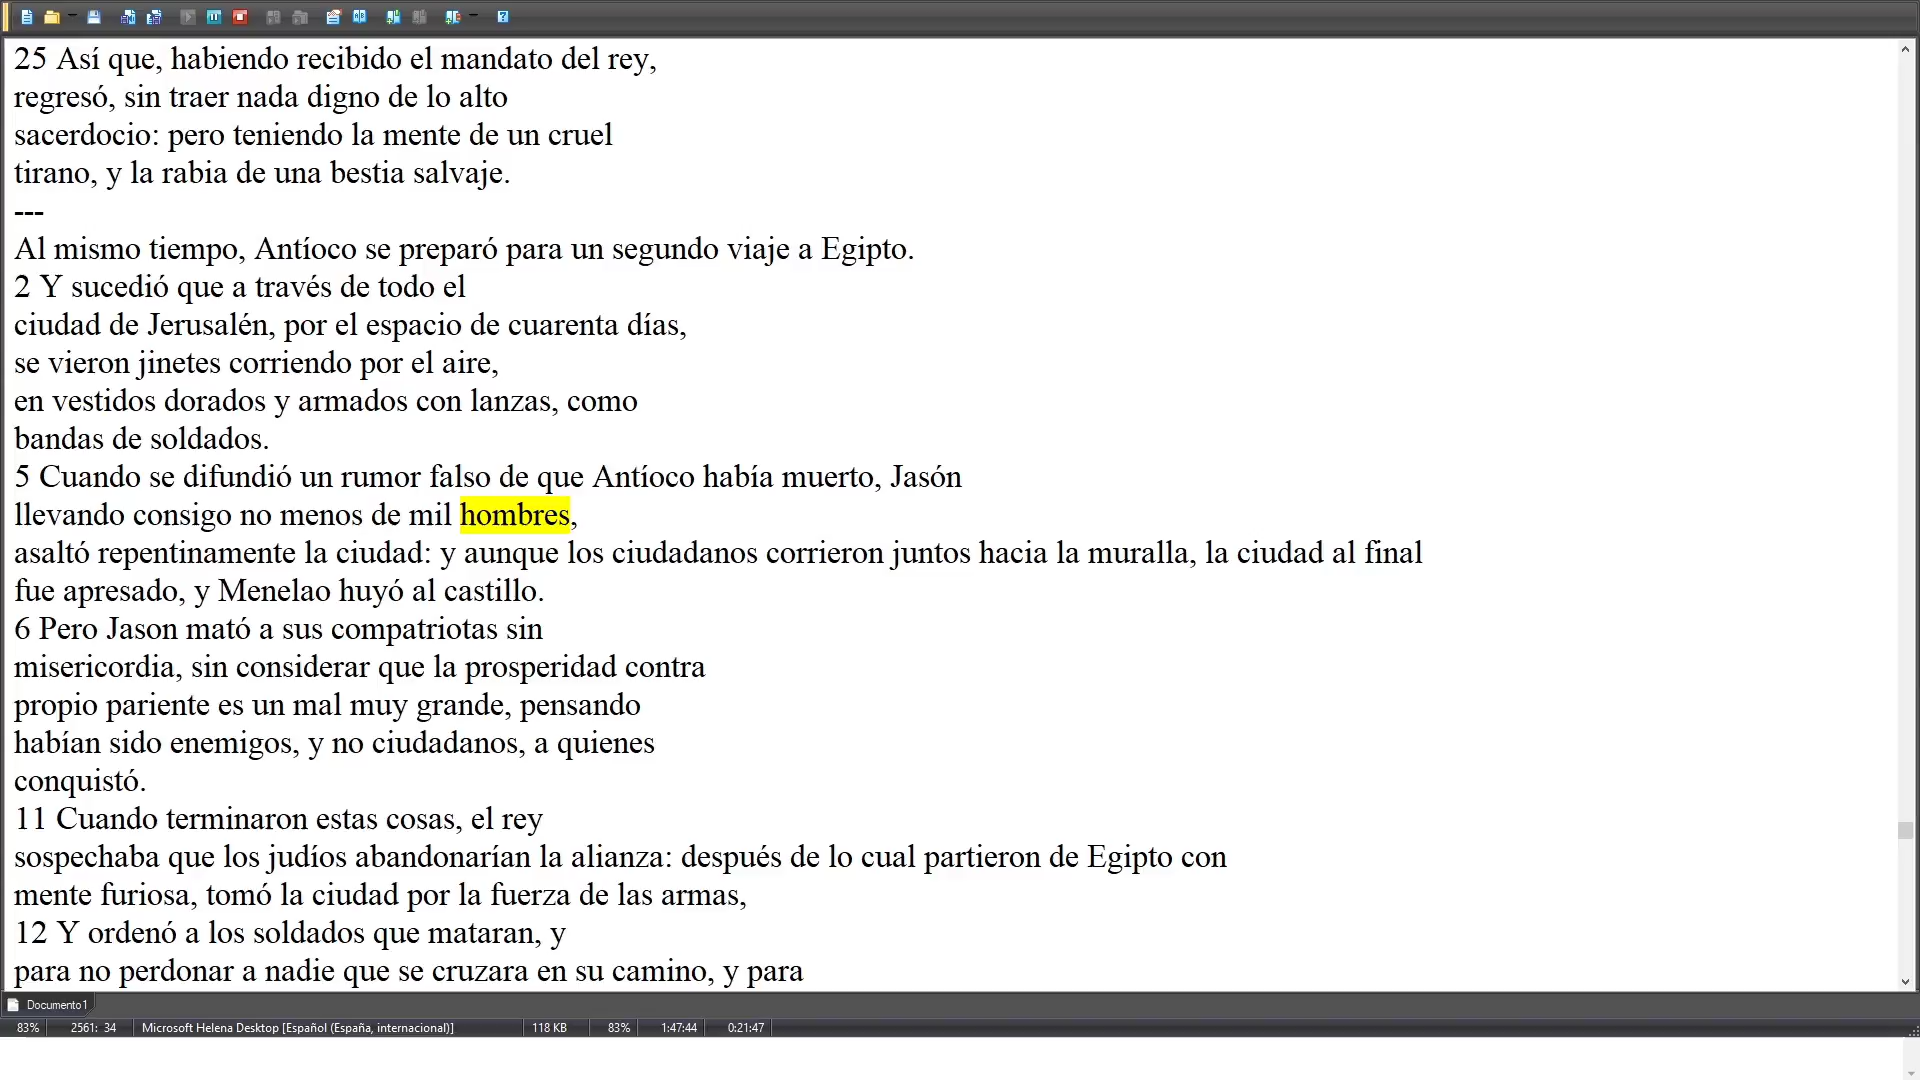 25 Así que, habiendo recibido el mandato del rey,
regresó, sin traer nada digno de lo alto
sacerdocio: pero teniendo la mente de un cruel
tirano, y la rabia de una bestia salvaje.
---
Al mismo tiempo, Antíoco se preparó para un segundo viaje a Egipto.
2 Y sucedió que a través de todo el
ciudad de Jerusalén, por el espacio de cuarenta días,
se vieron jinetes corriendo por el aire,
en vestidos dorados y armados con lanzas, como
bandas de soldados.
5 Cuando se difundió un rumor falso de que Antíoco había muerto, Jasón
llevando consigo no menos de mil hombres,
asaltó repentinamente la ciudad: y aunque los ciudadanos corrieron juntos hacia la muralla, la ciudad al final
fue apresado, y Menelao huyó al castillo.
6 Pero Jason mató a sus compatriotas sin
misericordia, sin considerar que la prosperidad contra
propio pariente es un mal muy grande, pensando
habían sido enemigos, y no ciudadanos, a quienes
conquistó.
11 Cuando terminaron estas cosas, el rey
sospechaba que los judíos abandonarían la alianza: después de lo cual partieron de Egipto con
mente furiosa, tomó la ciudad por la fuerza de las armas,
12 Y ordenó a los soldados que mataran, y
para no perdonar a nadie que se cruzara en su camino, y para
Documento1
83% 2561: 34 Microsoft Helena Desktop [Español (España, internacional)] 118 KB 83% 1:47:44 0:21:47